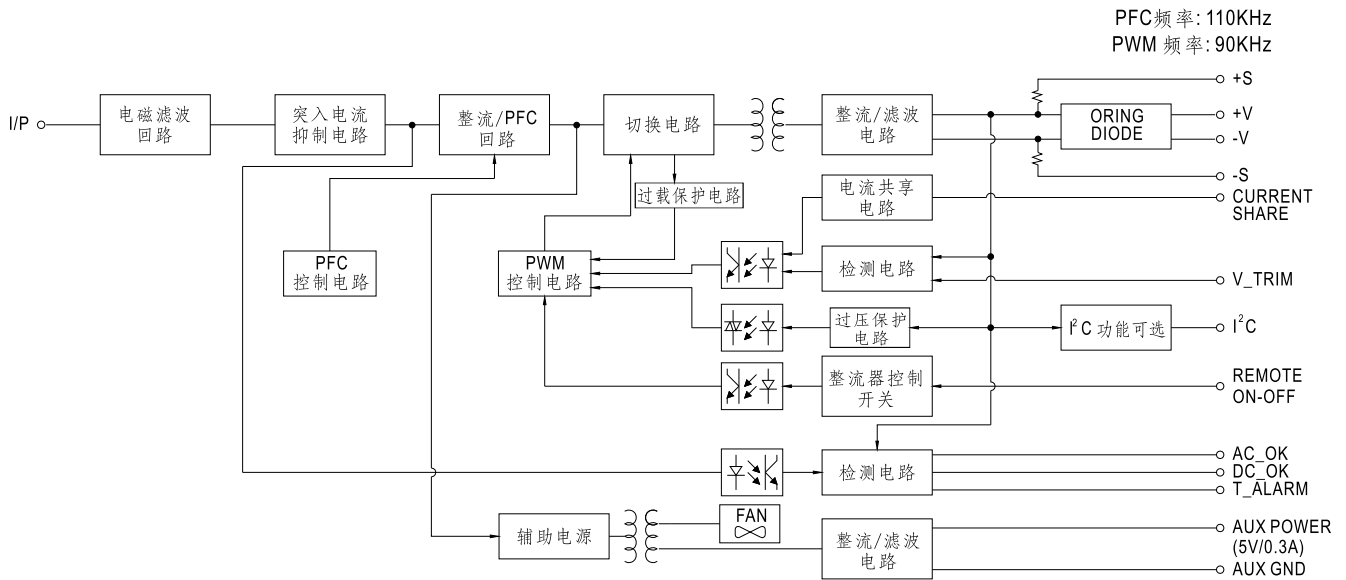 PFC频率: 110KHz
PWM 频率: 90KHz
I/P
电磁滤波
回路
突入电流
抑制电路
整流/PFC
回路
切换电路
整流/滤波
电路
ORING
DIODE
+S
+V
-V
-S
过载保护电路
电流共享
电路
CURRENT
SHARE
PFC
控制电路
PWM
控制电路
检测电路
V_TRIM
过压保护
电路
I²C 功能可选
I²C
整流器控制
开关
REMOTE
ON-OFF
检测电路
AC_OK
DC_OK
T_ALARM
辅助电源
FAN
整流/滤波
电路
AUX POWER
(5V/0.3A)
AUX GND